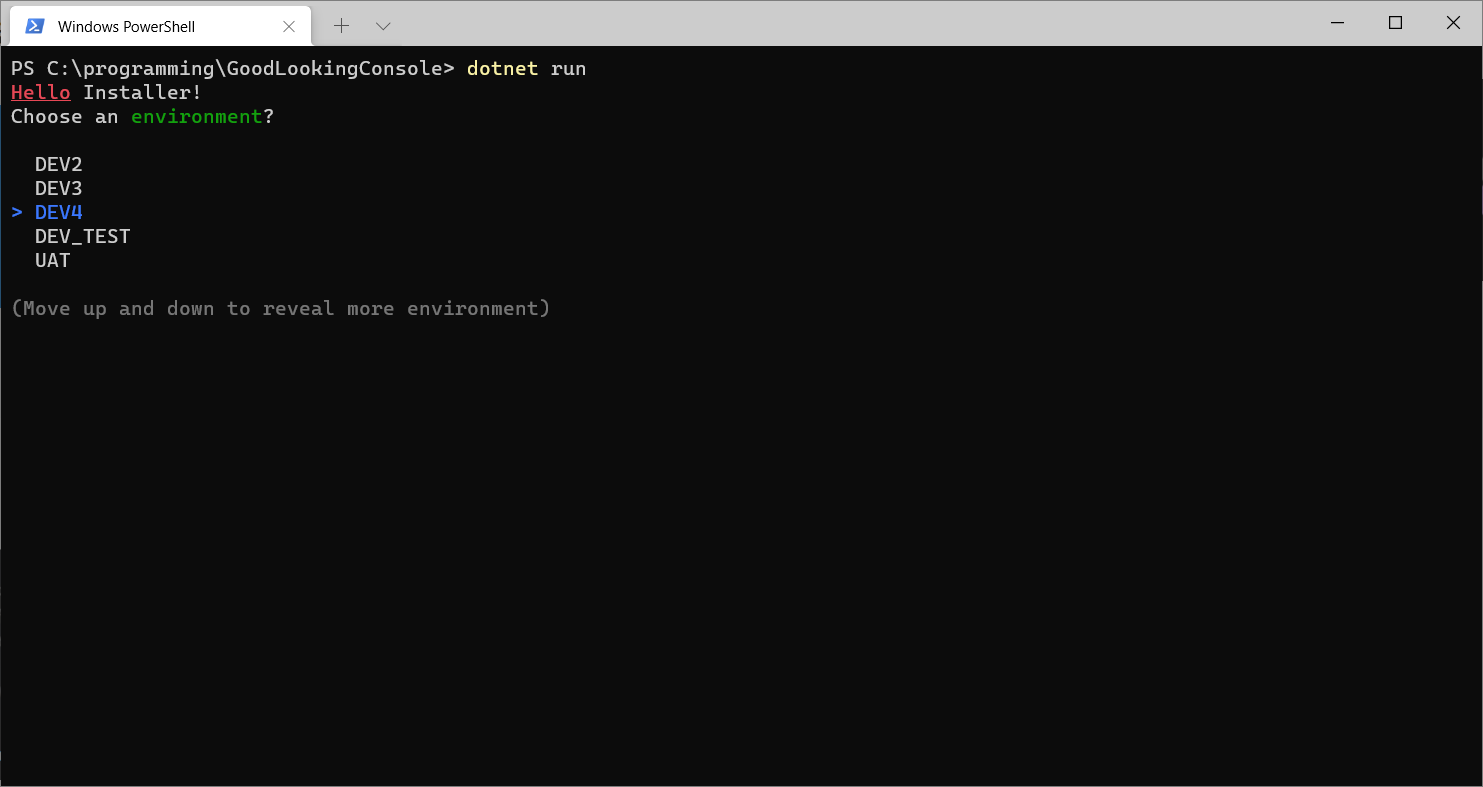 Windows PowerShell
PS C:\programming\GoodLookingConsole> dotnet run
Hello Installer!
Choose an environment?
DEV2
DEV3
> DEV4
DEV_TEST
UAT
(Move up and down to reveal more environment)